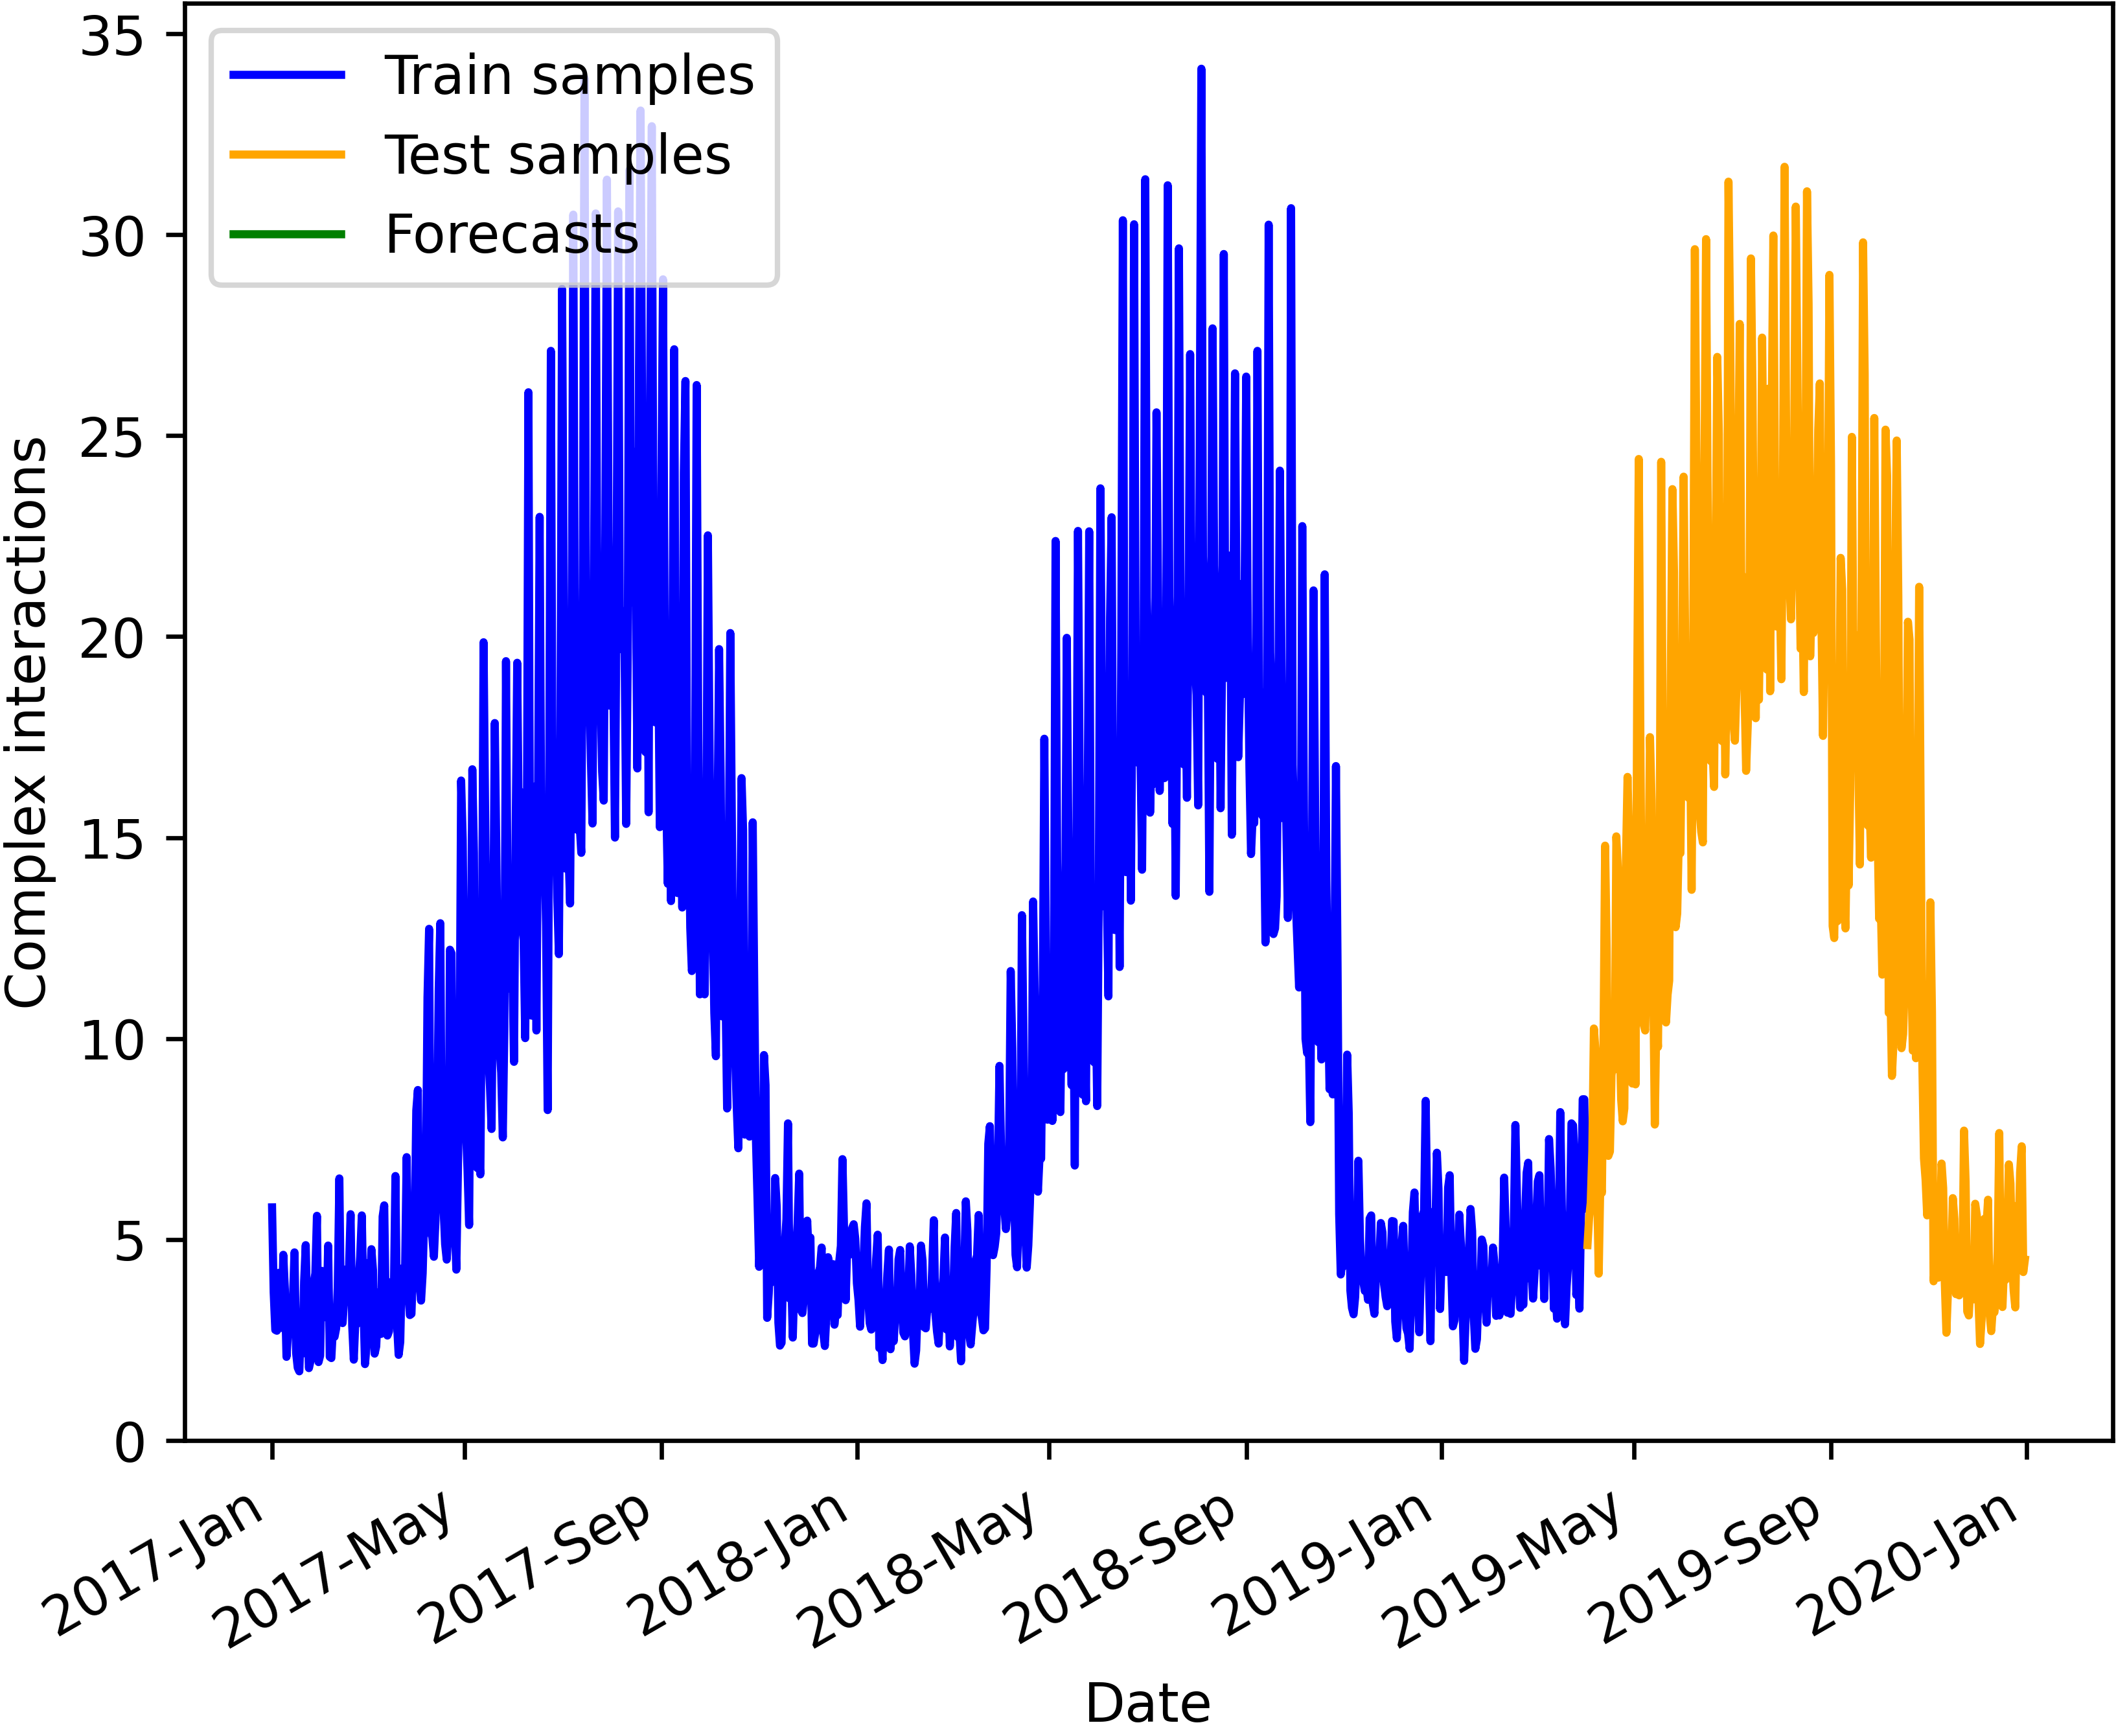 Train samples
Test samples
Forecasts
35
30
25
20
15
10
5
0
Complex interactions
2017-Jan
2017-May
2017-Sep
2018-Jan
2018-May
2018-Sep
2019-Jan
2019-May
2019-Sep
2020-Jan
Date